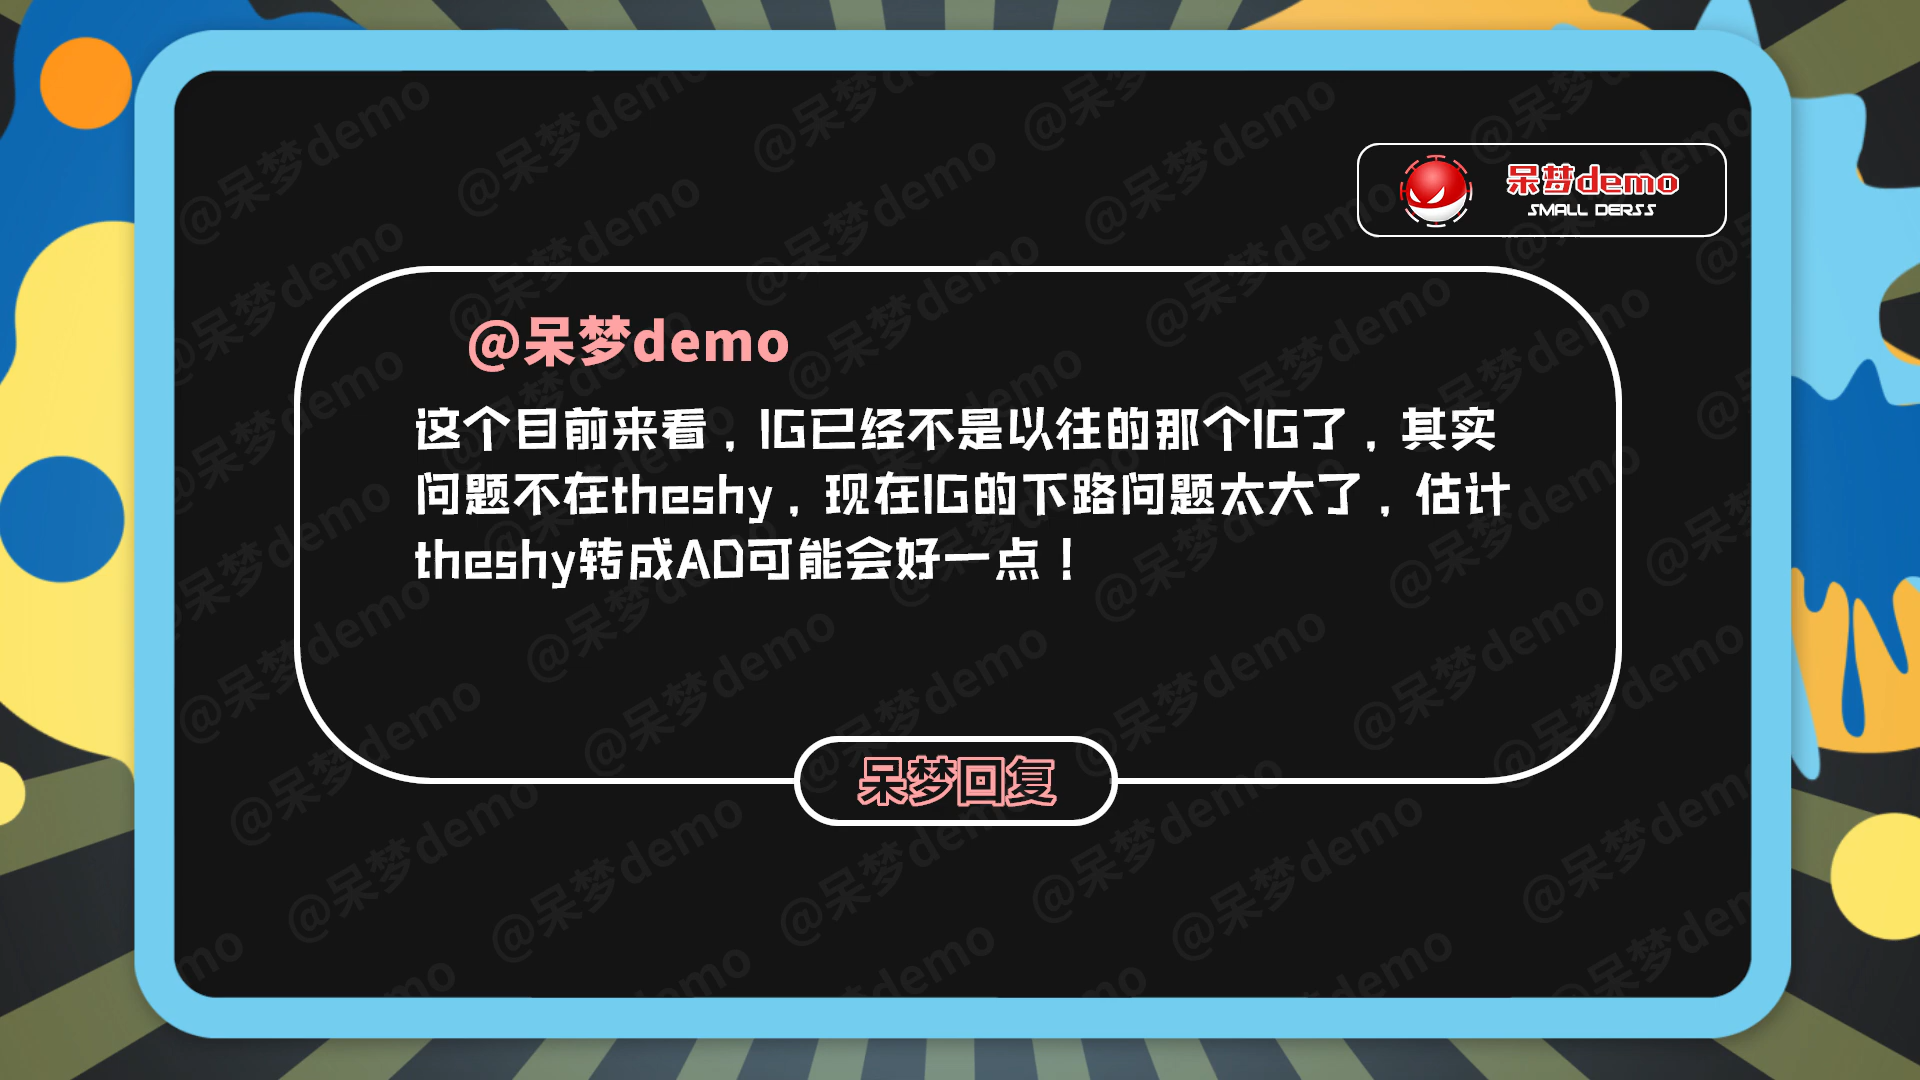 呆梦demo
SMALL DERSS
@呆梦demo
这个目前来看，IG已经不是以往的那个IG了，其实
问题不在theshy，现在IG的下路问题太大了，估计
theshy转成AD可能会好一点！
呆梦回复